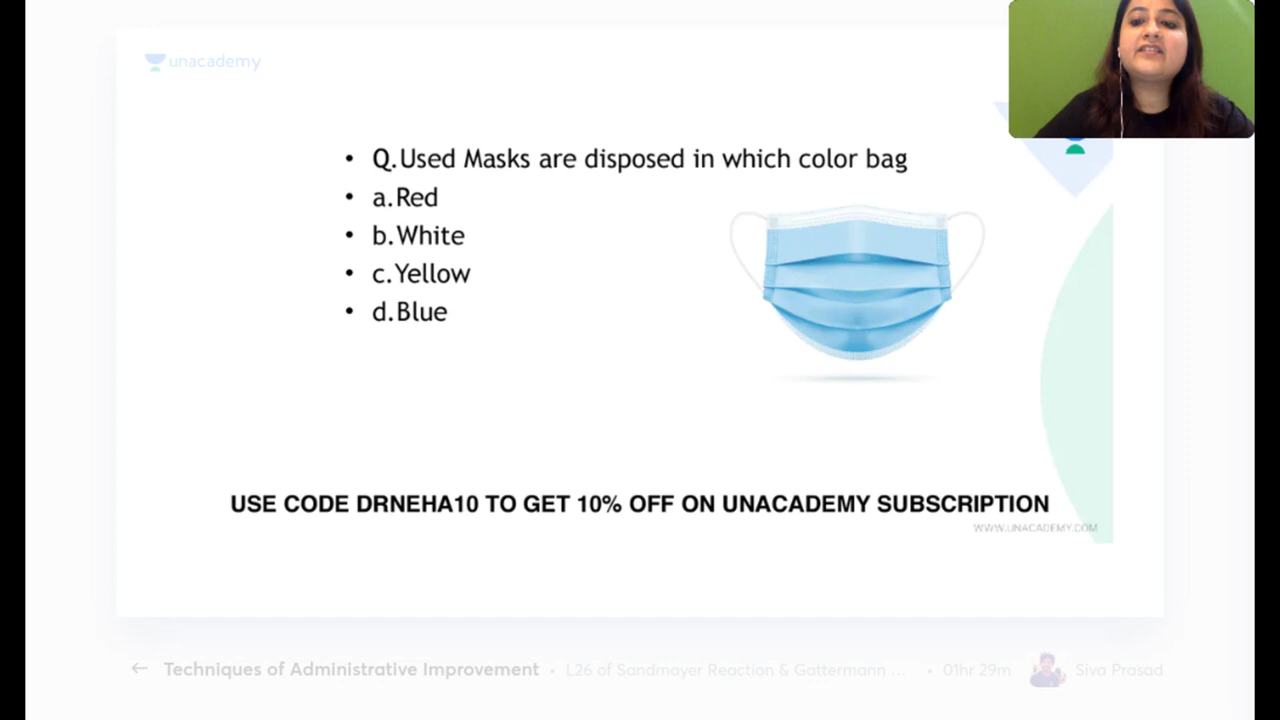 unacademy
• Q.Used Masks are disposed in which color bag
• a.Red
• b.White
• c.Yellow
• d.Blue
USE CODE DRNEHA10 TO GET 10% OFF ON UNACADEMY SUBSCRIPTION
WWW.UNACADEMY.COM
← Techniques of Administrative Improvement • L26 of Sandmayer Reaction & Gattermann ... • 01hr 29m Siva Prasad